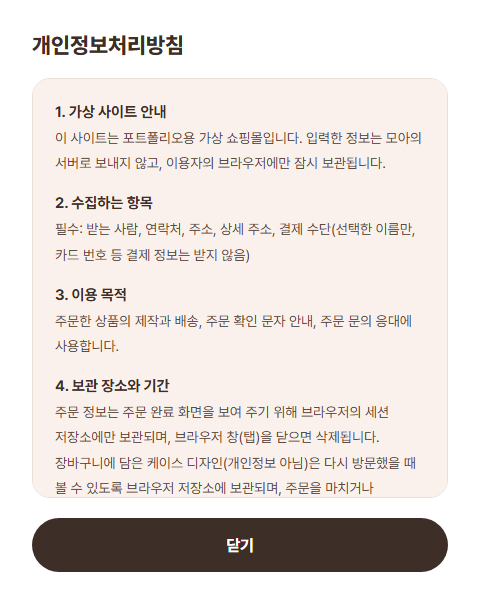 개인정보처리방침
1. 가상 사이트 안내
이 사이트는 포트폴리오용 가상 쇼핑몰입니다. 입력한 정보는 모아의
서버로 보내지 않고, 이용자의 브라우저에만 잠시 보관됩니다.
2. 수집하는 항목
필수: 받는 사람, 연락처, 주소, 상세 주소, 결제 수단(선택한 이름만,
카드 번호 등 결제 정보는 받지 않음)
3. 이용 목적
주문한 상품의 제작과 배송, 주문 확인 문자 안내, 주문 문의 응대에
사용합니다.
4. 보관 장소와 기간
주문 정보는 주문 완료 화면을 보여 주기 위해 브라우저의 세션
저장소에만 보관되며, 브라우저 창(탭)을 닫으면 삭제됩니다.
장바구니에 담은 케이스 디자인(개인정보 아님)은 다시 방문했을 때
볼 수 있도록 브라우저 저장소에 보관되며, 주문을 마치거나
닫기